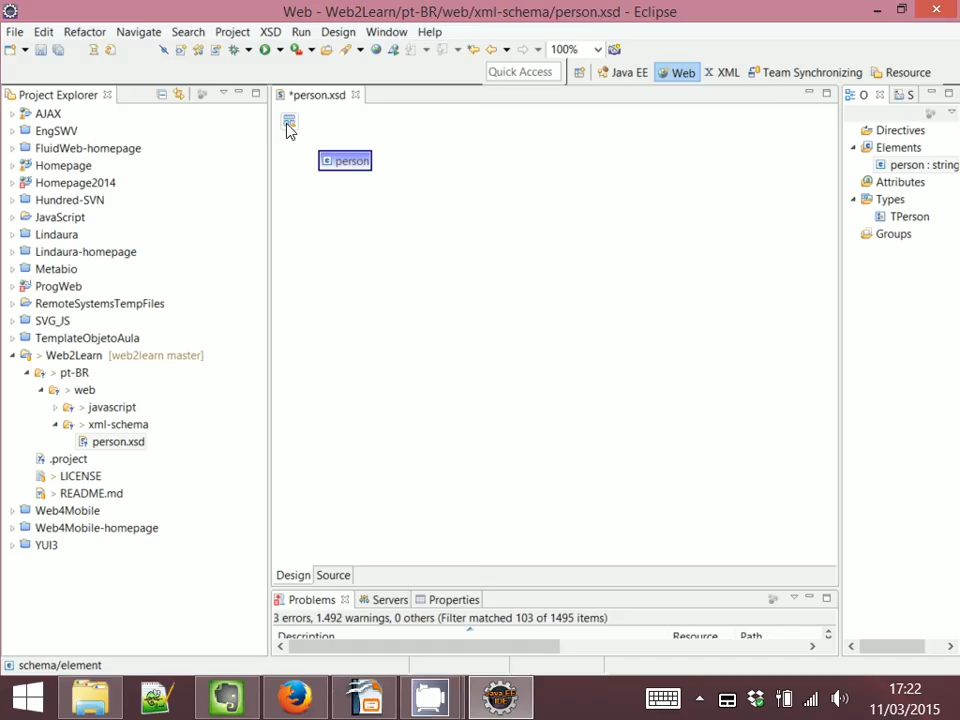 Web - Web2Learn/pt-BR/web/xml-schema/person.xsd - Eclipse
File Edit Refactor Navigate Search Project XSD Run Design Window Help
100%
Quick Access Java EE Web XML Team Synchronizing Resource
Project Explorer
*person.xsd
O S
AJAX
EngSWV
FluidWeb-homepage
Homepage
Homepage2014
Hundred-SVN
JavaScript
Lindaura
Lindaura-homepage
Metabio
ProgWeb
RemoteSystemsTempFiles
SVG_JS
TemplateObjetoAula
> Web2Learn [web2learn master]
> pt-BR
> web
> javascript
> xml-schema
person.xsd
.project
> LICENSE
> README.md
Web4Mobile
Web4Mobile-homepage
YUI3
person
Directives
Elements
person : string
Attributes
Types
TPerson
Groups
Design Source
Problems Servers Properties
3 errors, 1.492 warnings, 0 others (Filter matched 103 of 1495 items)
Description Resource Path
schema/element
Java EE
IDE
17:22
11/03/2015